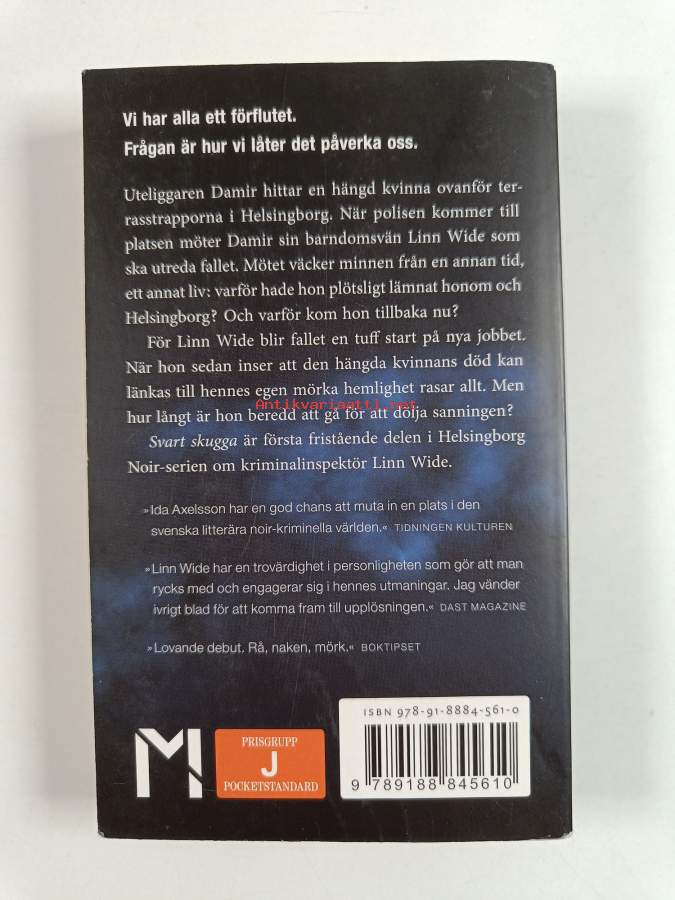 Vi har alla ett förflutet.
Frågan är hur vi låter det påverka oss.
Uteliggaren Damir hittar en hängd kvinna ovanför ter-
rasstrapporna i Helsingborg. När polisen kommer till
platsen möter Damir sin barndomsvän Linn Wide som
ska utreda fallet. Mötet väcker minnen från en annan tid,
ett annat liv: varför hade hon plötsligt lämnat honom och
Helsingborg? Och varför kom hon tillbaka nu?
För Linn Wide blir fallet en tuff start på nya jobbet.
När hon sedan inser att den hängda kvinnans död kan
länkas till hennes egen mörka hemlighet rasar allt. Men
Antikvariaatti.net
hur långt är hon beredd att gå för att dölja sanningen?
Svart skugga är första fristående delen i Helsingborg
Noir-serien om kriminalinspektör Linn Wide.
»Ida Axelsson har en god chans att muta in en plats i den
svenska litterära noir-kriminella världen.« TIDNINGEN KULTUREN
»Linn Wide har en trovärdighet i personligheten som gör att man
rycks med och engagerar sig i hennes utmaningar. Jag vänder
ivrigt blad för att komma fram till upplösningen.« DAST MAGAZINE
»Lovande debut. Rå, naken, mörk.« BOKTIPSET
M
PRISGRUPP
J
POCKETSTANDARD
ISBN 978-91-8884-561-0
9 789188 845610